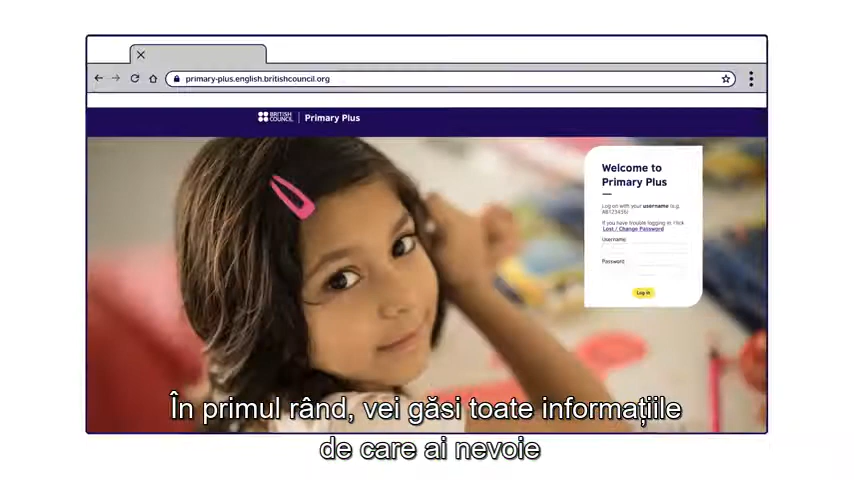 primary-plus.english.britishcouncil.org
BRITISH
COUNCIL
Primary Plus
Welcome to
Primary Plus
Log on with your username (e.g.
AB123456)
If you have trouble logging in, click
Lost / Change Password
Username
Password
Log in
În primul rând, vei găsi toate informațiile
de care ai nevoie